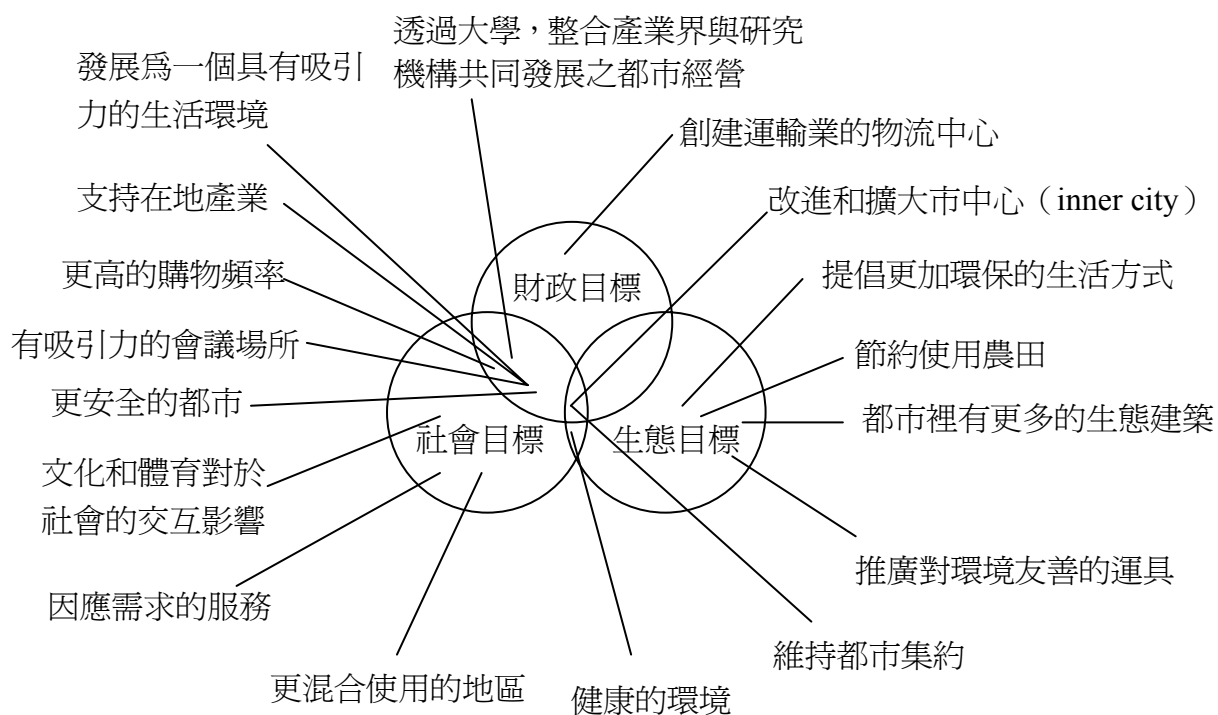 透過大學，整合產業界與研究
機構共同發展之都市經營
發展為一個具有吸引
力的生活環境
創建運輸業的物流中心
支持在地產業
改進和擴大市中心（inner city）
更高的購物頻率
財政目標
提倡更加環保的生活方式
有吸引力的會議場所
節約使用農田
更安全的都市
都市裡有更多的生態建築
社會目標
生態目標
文化和體育對於
社會的交互影響
推廣對環境友善的運具
因應需求的服務
維持都市集約
更混合使用的地區
健康的環境